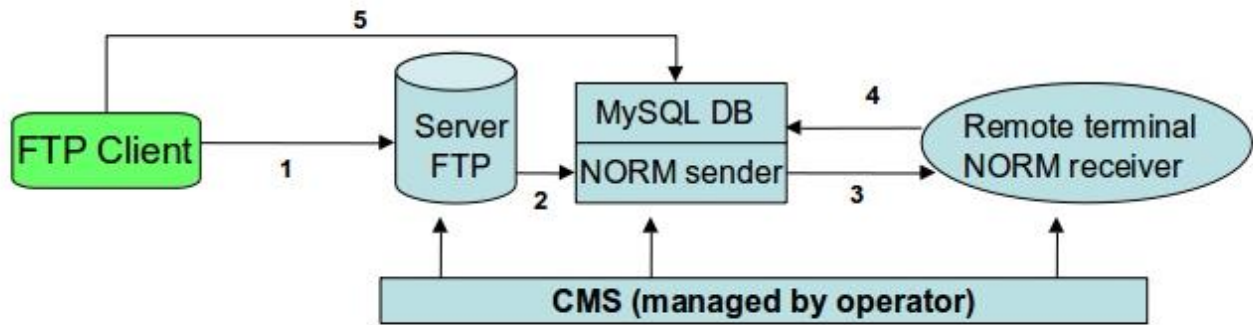 5
FTP Client
1
Server
FTP
2
MySQL DB
NORM sender
4
3
Remote terminal
NORM receiver
CMS (managed by operator)